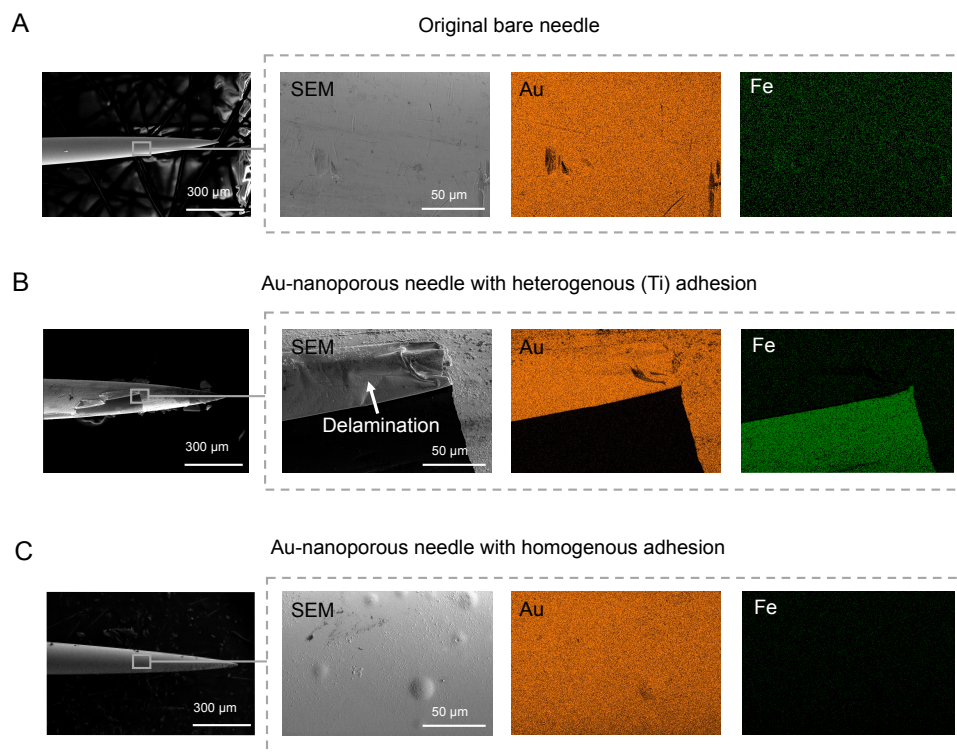 A
Original bare needle
300 µm
SEM
50 µm
Au
Fe
B
Au-nanoporous needle with heterogenous (Ti) adhesion
300 µm
SEM
Delamination
50 µm
Au
Fe
C
Au-nanoporous needle with homogenous adhesion
300 µm
SEM
50 µm
Au
Fe